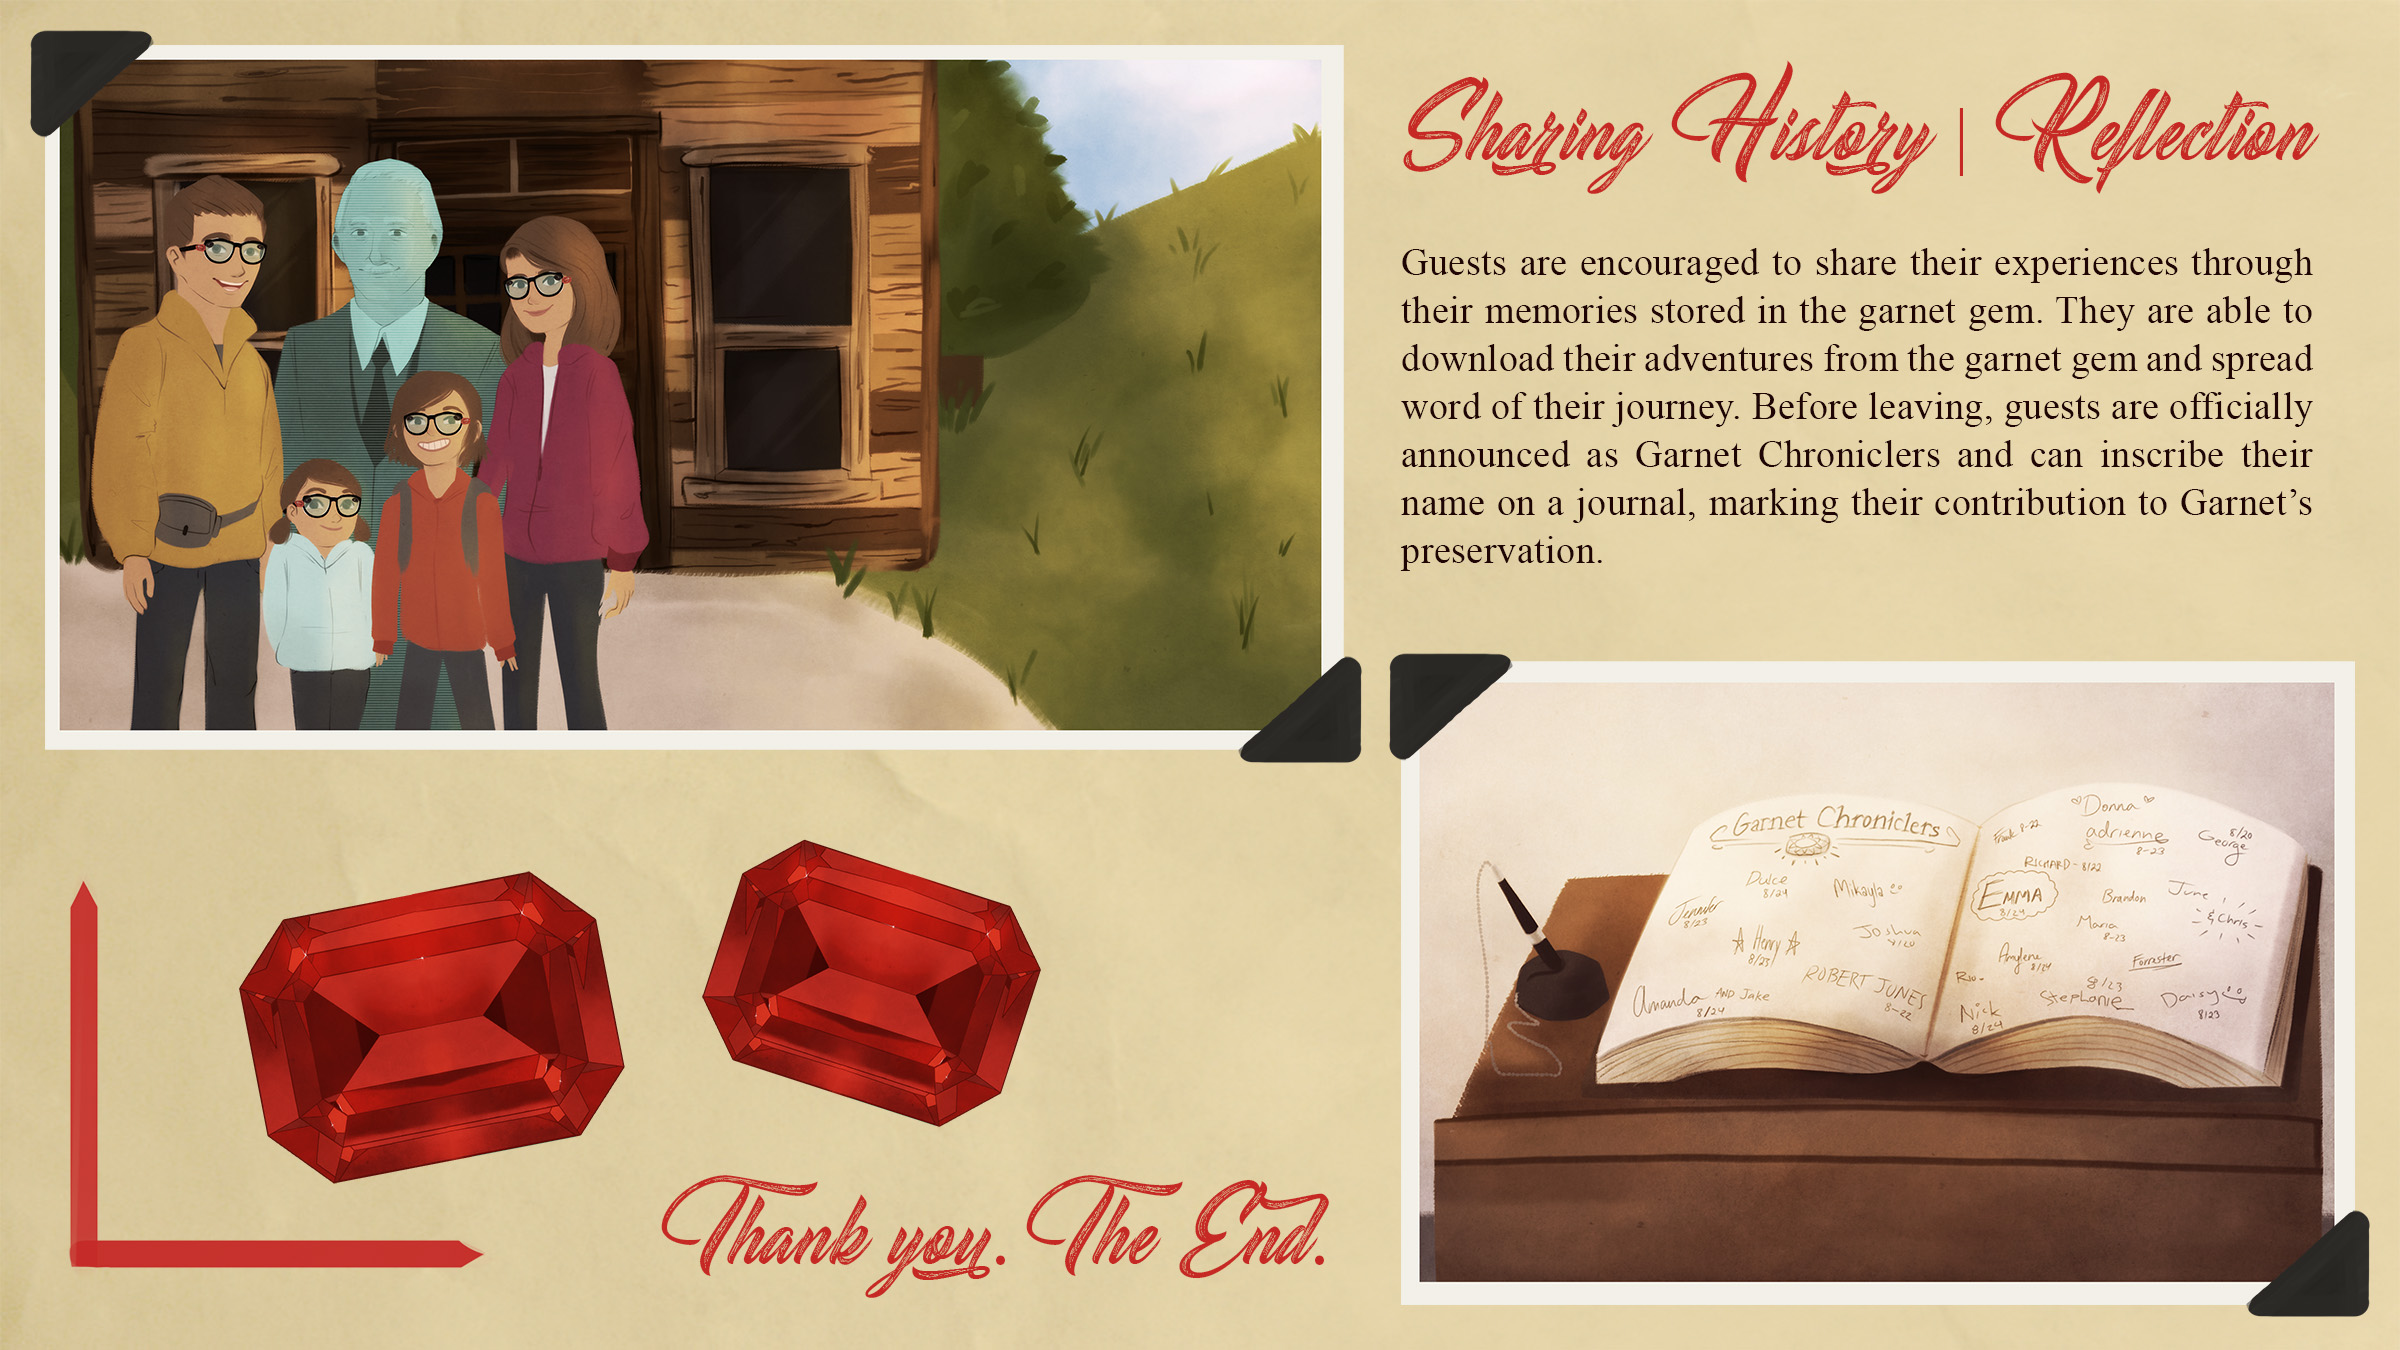 Sharing History | Reflection
Guests are encouraged to share their experiences through
their memories stored in the garnet gem. They are able to
download their adventures from the garnet gem and spread
word of their journey. Before leaving, guests are officially
announced as Garnet Chroniclers and can inscribe their
name on a journal, marking their contribution to Garnet’s
preservation.
Garnet Chroniclers
Dulce
8/24
Mikayla
Jennifer
8/23
Henry
8/23
Joshua
ROBERT JUNES
8-22
Amanda AND Jake
8/24
Donna
Frank 8-22
adrienne
8-23
8/20
George
RICHARD - 8/22
EMMA
8/24
Brandon
June
& Chris
Maria
8-23
Amylene
8/24
Forrester
Rio
8/23
Stephanie
Daisy
8/23
Nick
8/24
Thank you. The End.